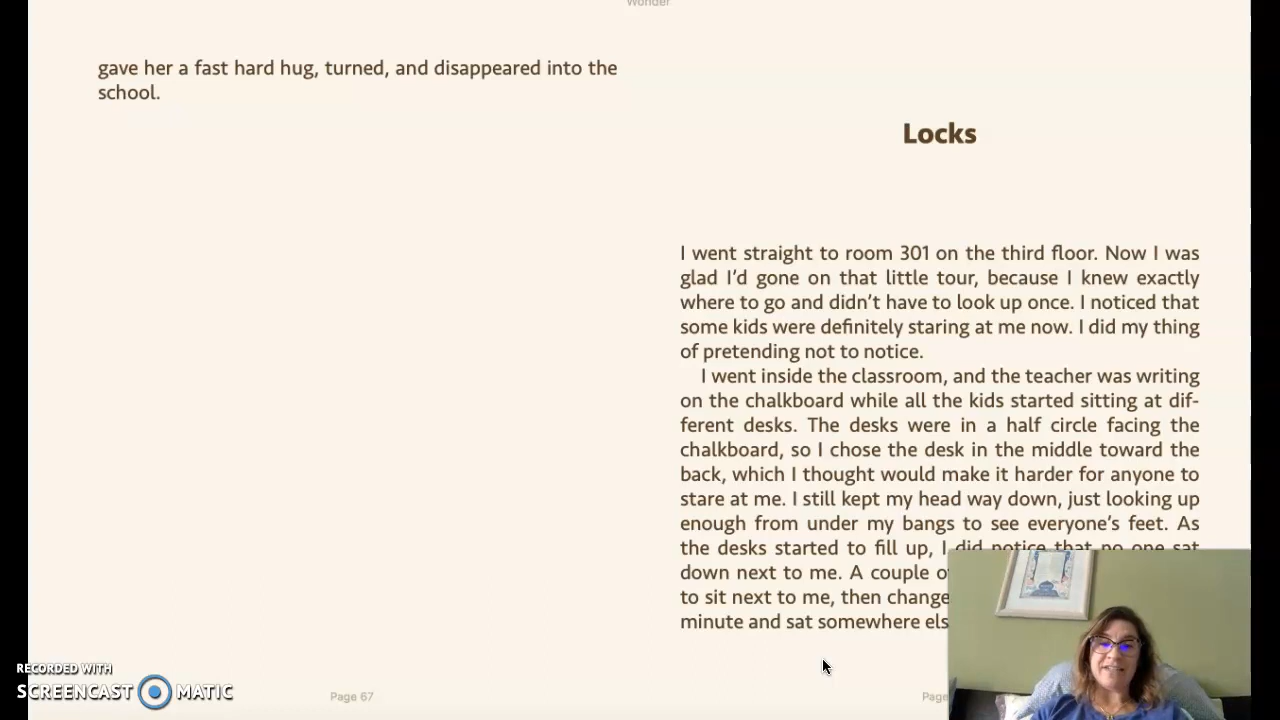 Wonder
gave her a fast hard hug, turned, and disappeared into the
school.
Locks
I went straight to room 301 on the third floor. Now I was
glad I’d gone on that little tour, because I knew exactly
where to go and didn’t have to look up once. I noticed that
some kids were definitely staring at me now. I did my thing
of pretending not to notice.
I went inside the classroom, and the teacher was writing
on the chalkboard while all the kids started sitting at dif-
ferent desks. The desks were in a half circle facing the
chalkboard, so I chose the desk in the middle toward the
back, which I thought would make it harder for anyone to
stare at me. I still kept my head way down, just looking up
enough from under my bangs to see everyone’s feet. As
the desks started to fill up, I did notice that no one sat
down next to me. A couple
to sit next to me, then
minute and sat somewhere
Page 67
Page
RECORDED WITH
SCREENCAST MATIC